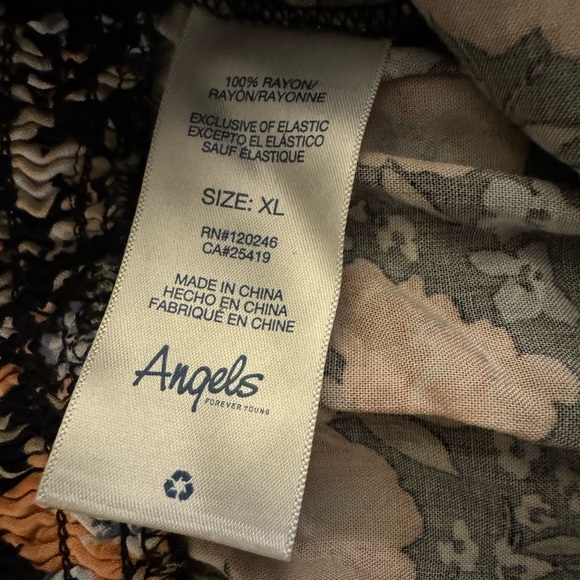 100% RAYON/
RAYÓN/RAYONNE
EXCLUSIVE OF ELASTIC
EXCEPTO EL ELÁSTICO
SAUF ÉLASTIQUE
SIZE: XL
RN#120246
CA#25419
MADE IN CHINA
HECHO EN CHINA
FABRIQUÉ EN CHINE
Angels
FOREVER YOUNG